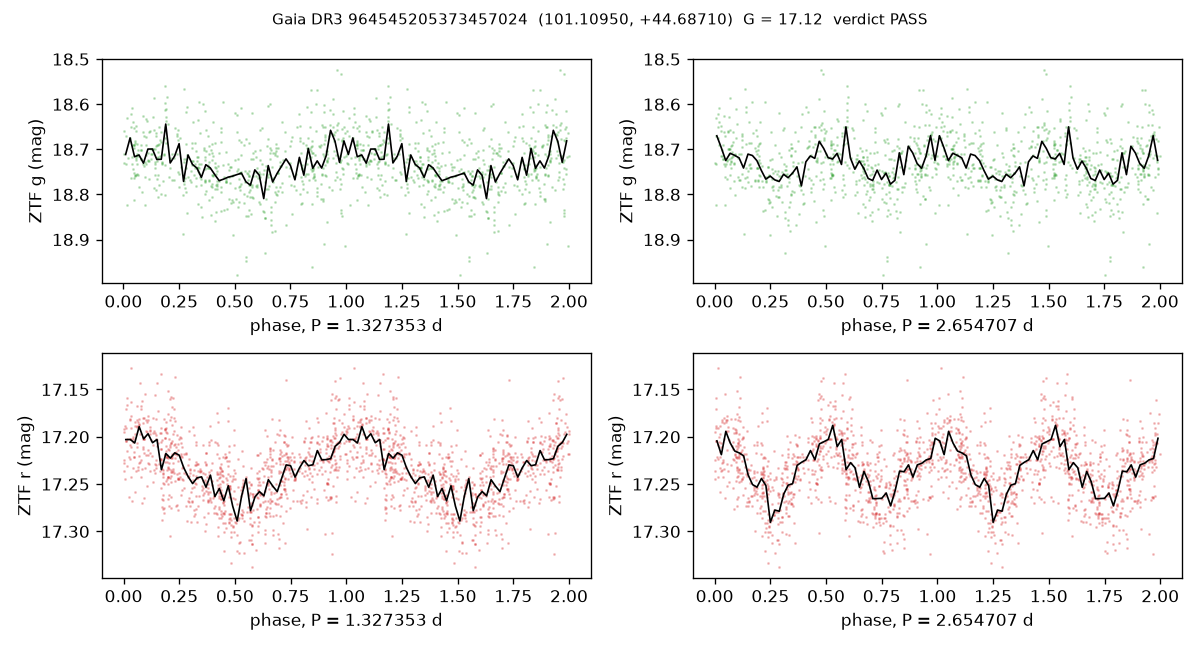 Gaia DR3 964545205373457024 (101.10950, +44.68710) G = 17.12 verdict PASS
ZTF g (mag)
18.5
18.6
18.7
18.8
18.9
0.00 0.25 0.50 0.75 1.00 1.25 1.50 1.75 2.00
phase, P = 1.327353 d
ZTF g (mag)
18.5
18.6
18.7
18.8
18.9
0.00 0.25 0.50 0.75 1.00 1.25 1.50 1.75 2.00
phase, P = 2.654707 d
ZTF r (mag)
17.15
17.20
17.25
17.30
0.00 0.25 0.50 0.75 1.00 1.25 1.50 1.75 2.00
phase, P = 1.327353 d
ZTF r (mag)
17.15
17.20
17.25
17.30
0.00 0.25 0.50 0.75 1.00 1.25 1.50 1.75 2.00
phase, P = 2.654707 d